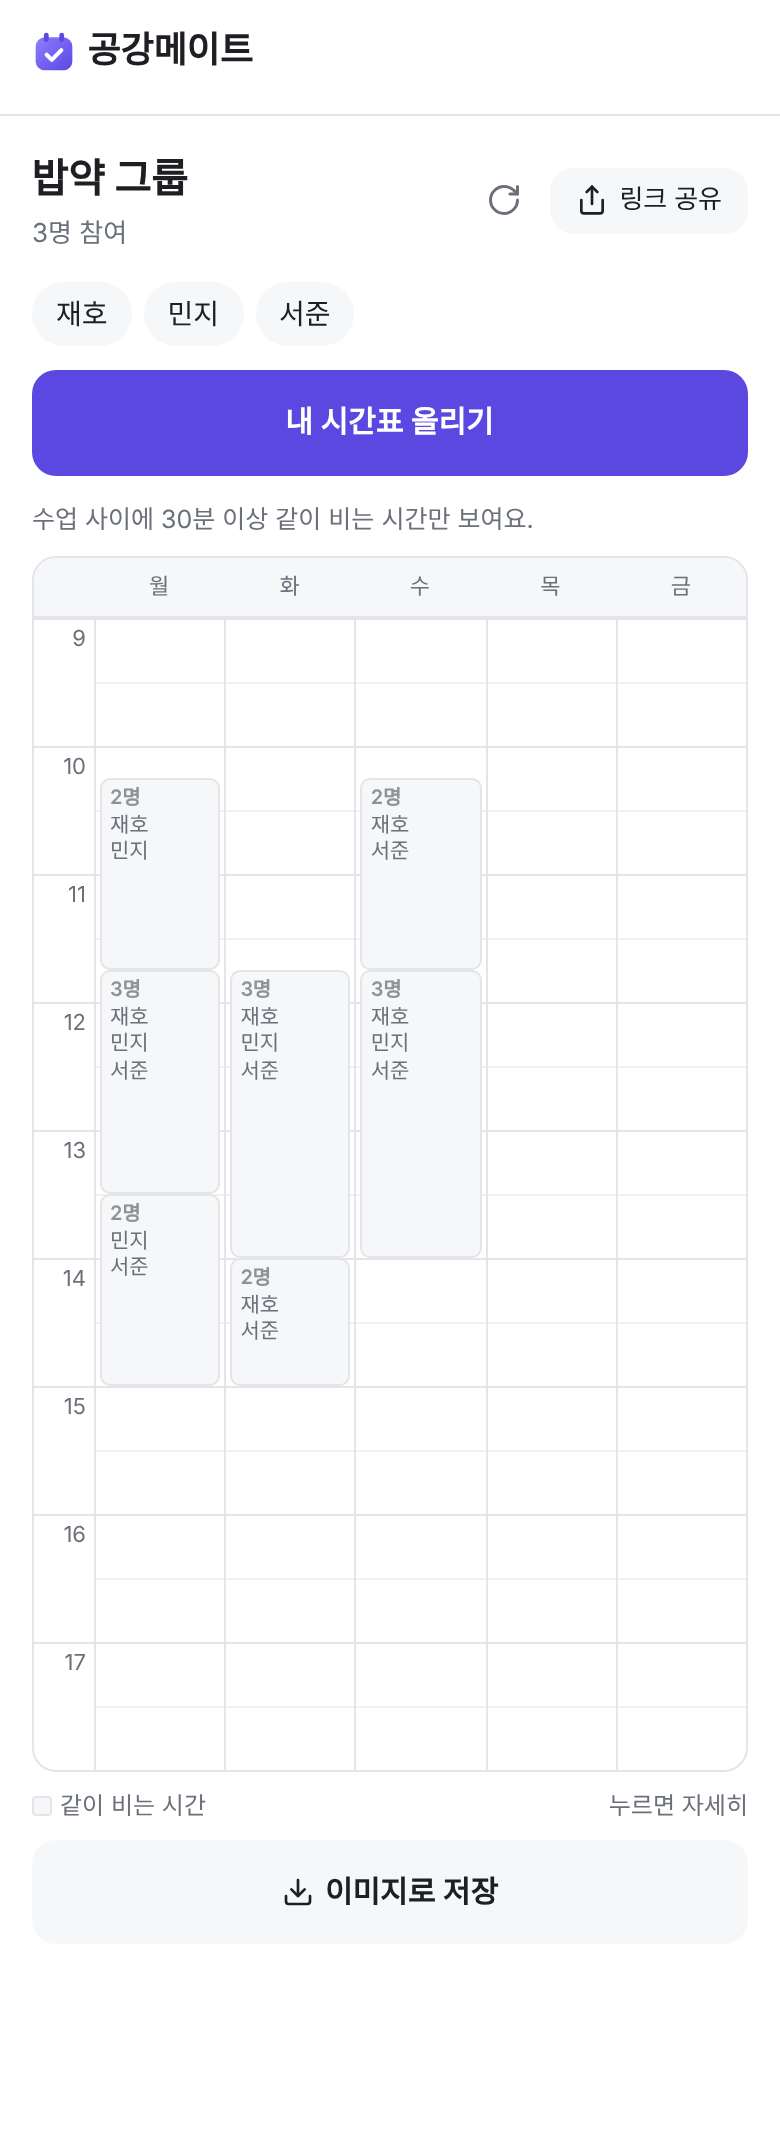 공강메이트
밥약 그룹
3명 참여
링크 공유
재호
민지
서준
내 시간표 올리기
수업 사이에 30분 이상 같이 비는 시간만 보여요.
월 화 수 목 금
9
10
2명
재호
민지
2명
재호
서준
11
3명
재호
민지
서준
3명
재호
민지
서준
3명
재호
민지
서준
12
13
2명
민지
서준
14
2명
재호
서준
15
16
17
같이 비는 시간
누르면 자세히
이미지로 저장